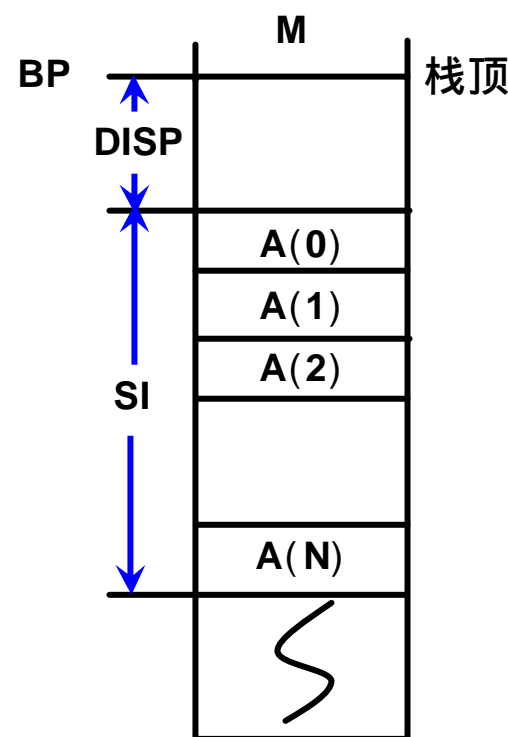 M
BP
栈顶
DISP
A(0)
A(1)
A(2)
SI
A(N)